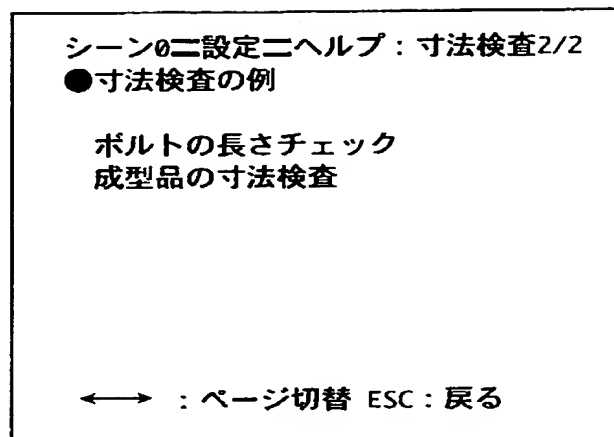 シーン0＝設定＝ヘルプ：寸法検査2/2
●寸法検査の例
ボルトの長さチェック
成型品の寸法検査
←→ ：ページ切替 ESC：戻る